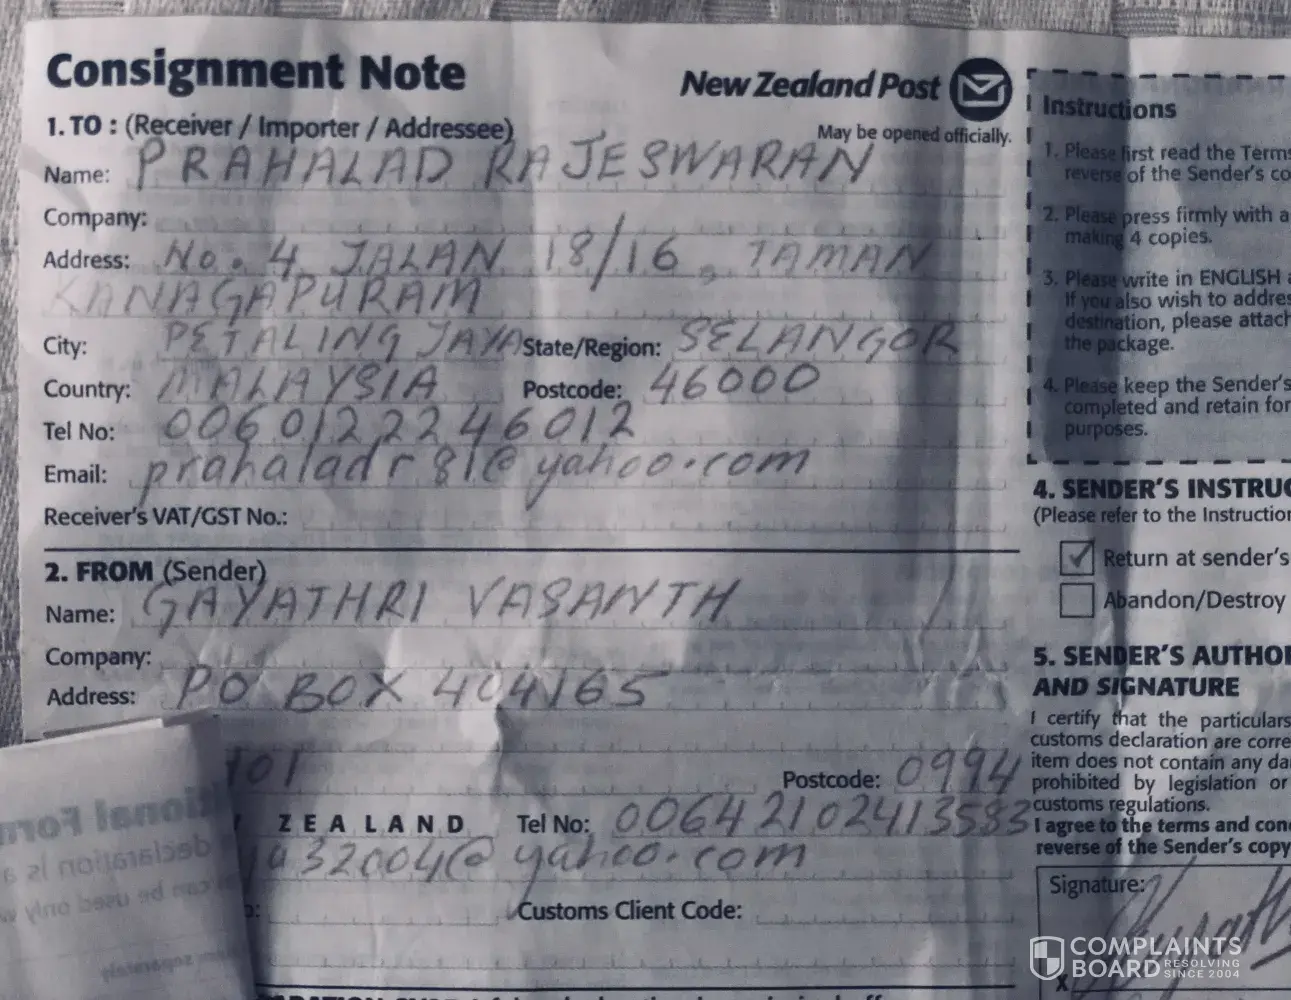 Consignment Note
New Zealand Post
May be opened officially.
1. TO : (Receiver / Importer / Addressee)
Name: PRAHALAD RAJESWARAN
Company:
Address: No. 4 JALAN 18/16, TAMAN
KANAGAPURAM
City: PETALING JAYA State/Region: SELANGOR
Country: MALAYSIA Postcode: 46000
Tel No: 0060122246012
Email: prahaladr81@yahoo.com
Receiver's VAT/GST No.:
2. FROM (Sender)
Name: GAYATHRI VASANTH
Company:
Address: PO BOX 404165
Postcode: 0994
ZEALAND Tel No: 0064210241 3583
32004@yahoo.com
Customs Client Code:
Instructions
1. Please first read the Terms
reverse of the Sender's co
2. Please press firmly with a
making 4 copies.
3. Please write in ENGLISH
If you also wish to addre
destination, please attach
the package.
4. Please keep the Sender's
completed and retain for
purposes.
4. SENDER'S INSTRUC
(Please refer to the Instruction
Return at sender's
Abandon/Destroy
5. SENDER'S AUTHO
AND SIGNATURE
I certify that the particulars
customs declaration are corre
item does not contain any da
prohibited by legislation or
customs regulations.
I agree to the terms and con
reverse of the Sender's copy
Signature:
X
COMPLAINTS
BOARD RESOLVING
SINCE 2004